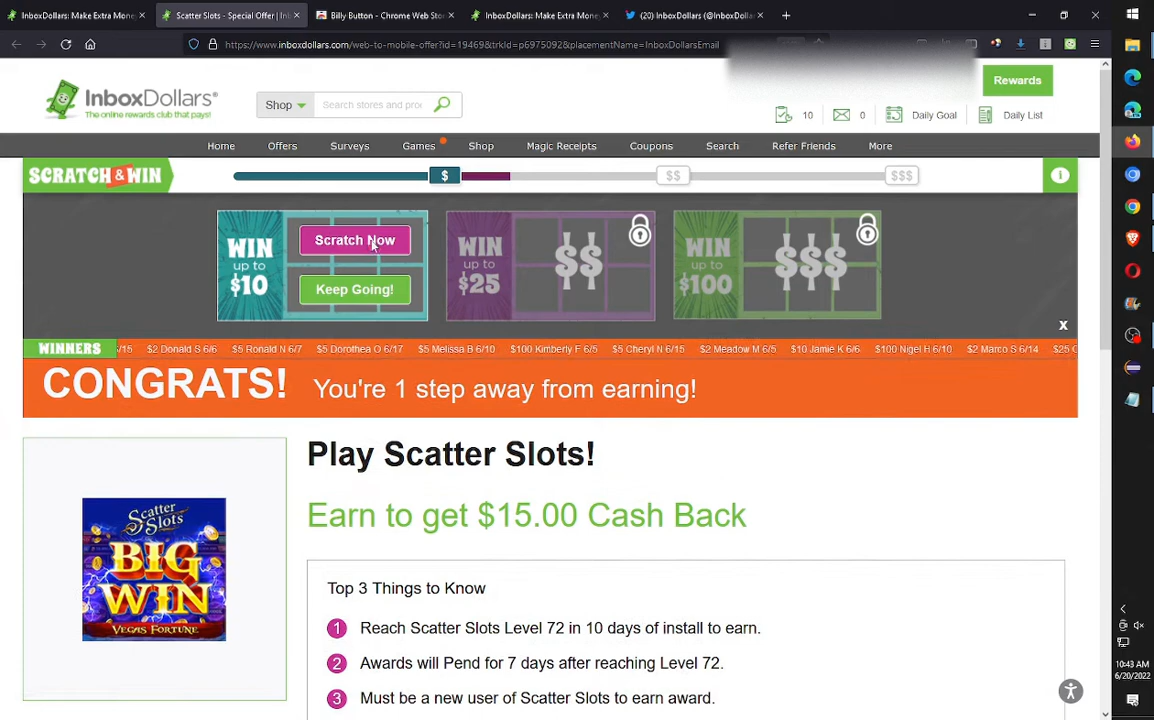 InboxDollars: Make Extra Mone
Scatter Slots - Special Offer | Int
Billy Button - Chrome Web Sto
InboxDollars: Make Extra Mone
(20) InboxDollars (@InboxDolla
https://www.inboxdollars.com/web-to-mobile-offer?id=19469&trkId=p6975092&placementName=InboxDollarsEmail
InboxDollars®
The online rewards club that pays!
Shop
Search stores and proc
Rewards
10
0
Daily Goal
Daily List
Home
Offers
Surveys
Games
Shop
Magic Receipts
Coupons
Search
Refer Friends
More
SCRATCH & WIN
$
$$
$$$
i
WIN
up to
$10
Scratch Now
Keep Going!
WIN
up to
$25
$$
WIN
up to
$100
$$$
X
WINNERS
/15 $2 Donald S 6/6 $5 Ronald N 6/7 $5 Dorothea O 6/17 $5 Melissa B 6/10 $100 Kimberly F 6/5 $5 Cheryl N 6/15 $2 Meadow M 6/5 $10 Jamie K 6/6 $100 Nigel H 6/10 $2 Marco S 6/14 $25
CONGRATS! You're 1 step away from earning!
Scatter
Slots
BIG
WIN
VEGAS FORTUNE
Play Scatter Slots!
Earn to get $15.00 Cash Back
Top 3 Things to Know
1 Reach Scatter Slots Level 72 in 10 days of install to earn.
2 Awards will Pend for 7 days after reaching Level 72.
3 Must be a new user of Scatter Slots to earn award.
10:43 AM
6/20/2022